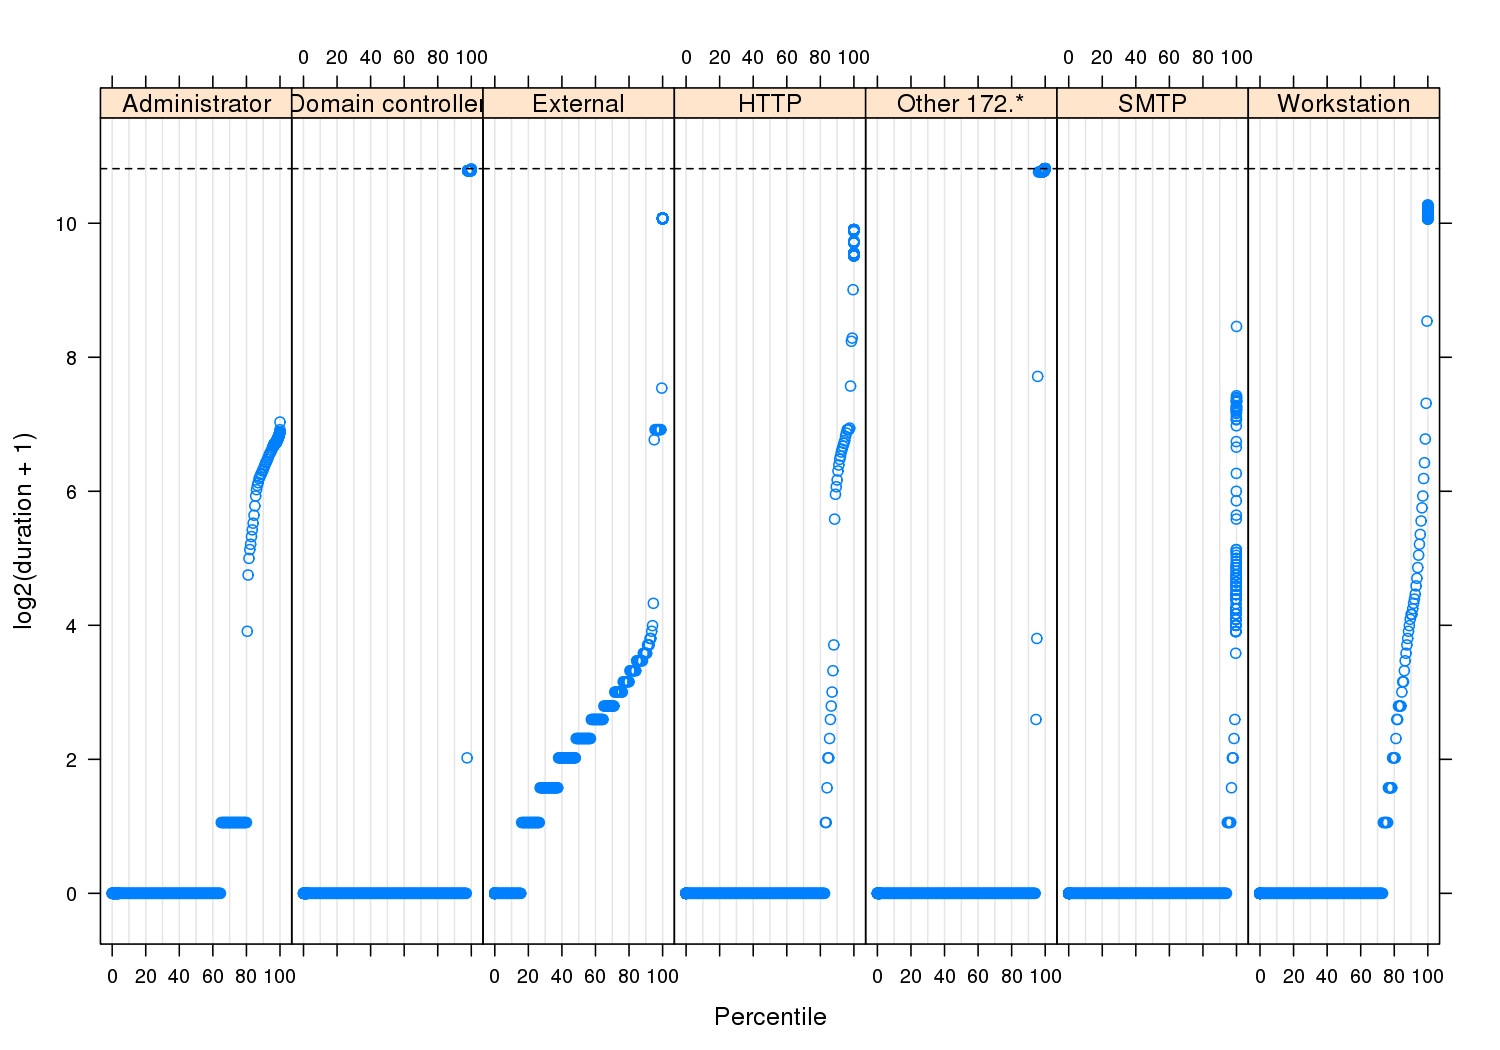 0 20 40 60 80 100 0 20 40 60 80 100 0 20 40 60 80 100
Administrator Domain controller External HTTP Other 172.* SMTP Workstation
10
8
6
4
2
0
log2(duration + 1)
0 20 40 60 80 100 0 20 40 60 80 100 0 20 40 60 80 100 0 20 40 60 80 100
Percentile